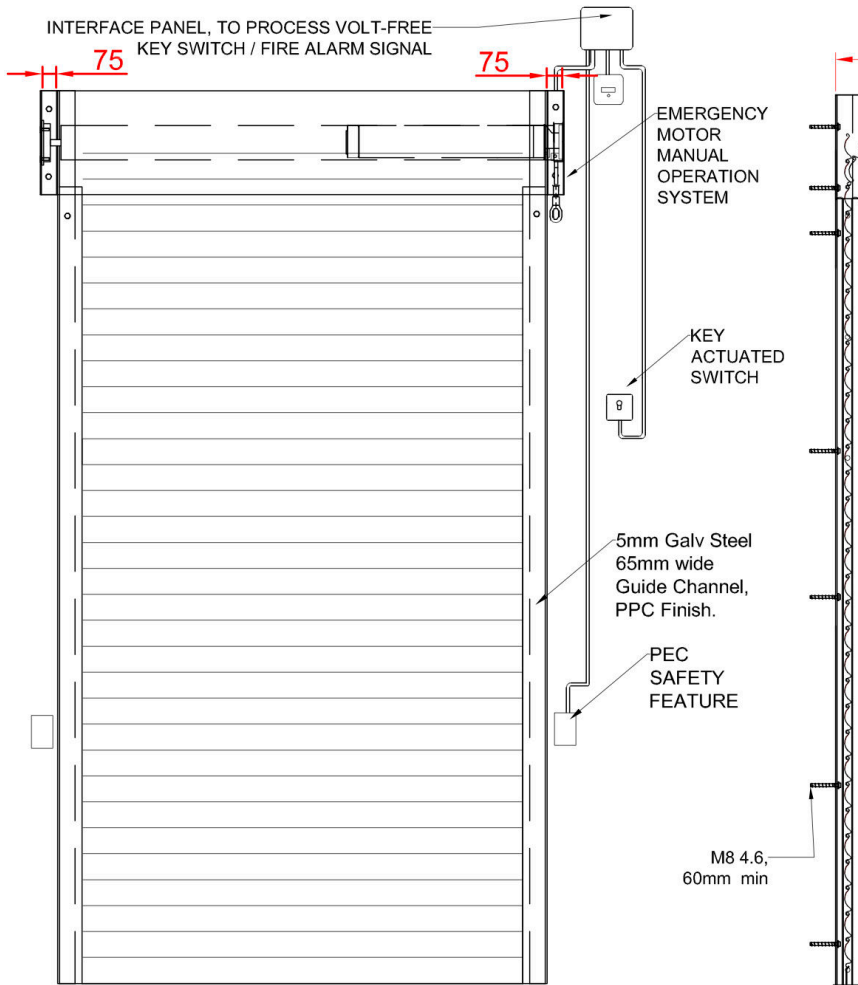 INTERFACE PANEL, TO PROCESS VOLT-FREE
KEY SWITCH / FIRE ALARM SIGNAL
75
75
EMERGENCY
MOTOR
MANUAL
OPERATION
SYSTEM
KEY
ACTUATED
SWITCH
5mm Galv Steel
65mm wide
Guide Channel,
PPC Finish.
PEC
SAFETY
FEATURE
M8 4.6,
60mm min